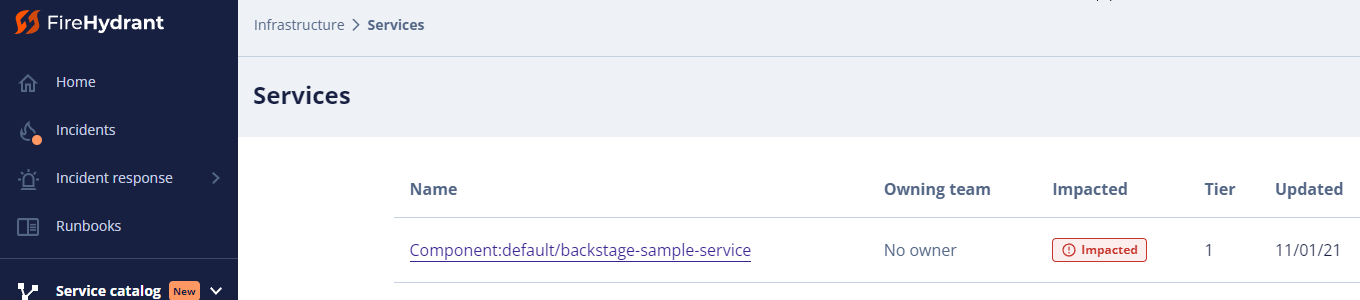 FireHydrant
Home
Incidents
Incident response
Runbooks
Service catalog New
Infrastructure > Services
Services
Name Owning team Impacted Tier Updated
Component:default/backstage-sample-service No owner Impacted 1 11/01/21